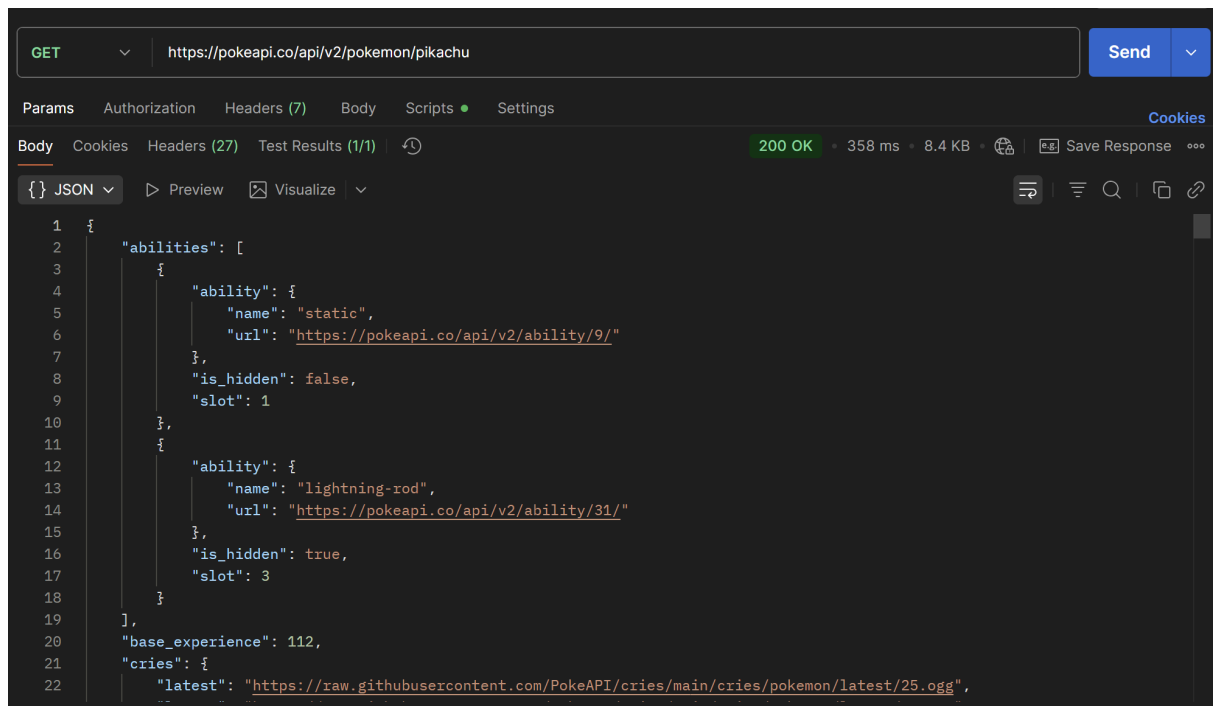 GET https://pokeapi.co/api/v2/pokemon/pikachu Send
Params Authorization Headers (7) Body Scripts Settings Cookies
Body Cookies Headers (27) Test Results (1/1) 200 OK 358 ms 8.4 KB e.g. Save Response
{} JSON Preview Visualize
1 {
2 "abilities": [
3 {
4 "ability": {
5 "name": "static",
6 "url": "https://pokeapi.co/api/v2/ability/9/"
7 },
8 "is_hidden": false,
9 "slot": 1
10 },
11 {
12 "ability": {
13 "name": "lightning-rod",
14 "url": "https://pokeapi.co/api/v2/ability/31/"
15 },
16 "is_hidden": true,
17 "slot": 3
18 }
19 ],
20 "base_experience": 112,
21 "cries": {
22 "latest": "https://raw.githubusercontent.com/PokeAPI/cries/main/cries/pokemon/latest/25.ogg",